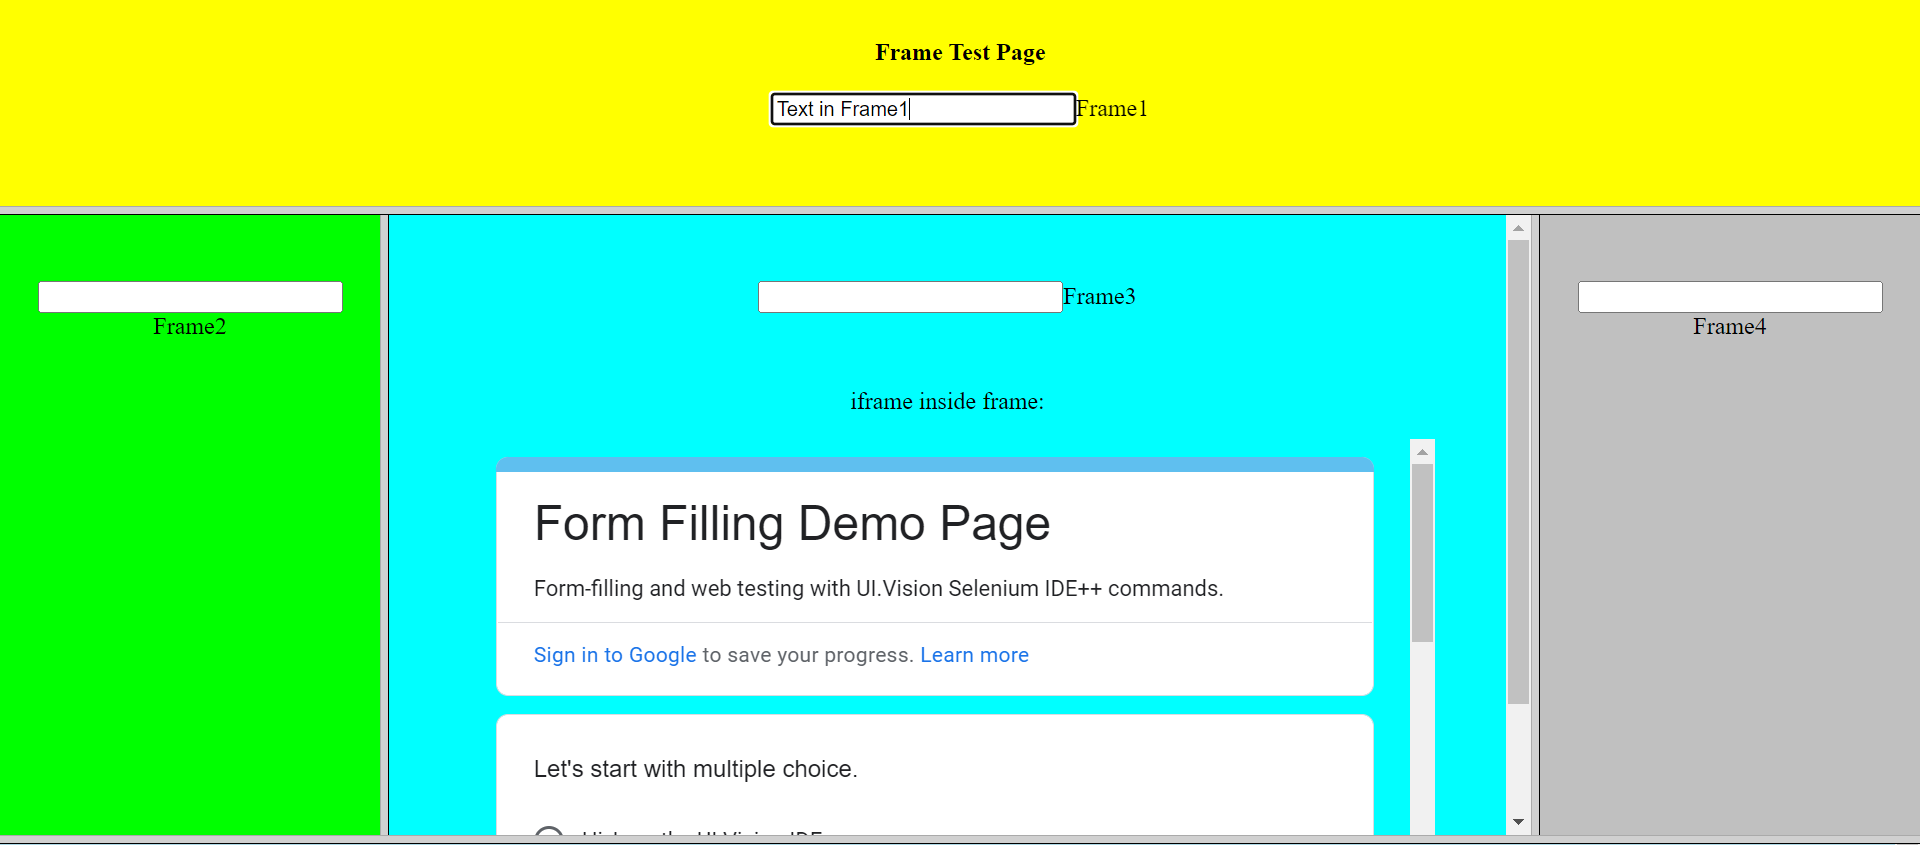 Frame Test Page
Text in Frame1 Frame1
Frame2
Frame3
Frame4
iframe inside frame:
Form Filling Demo Page
Form-filling and web testing with UI.Vision Selenium IDE++ commands.
Sign in to Google to save your progress. Learn more
Let's start with multiple choice.